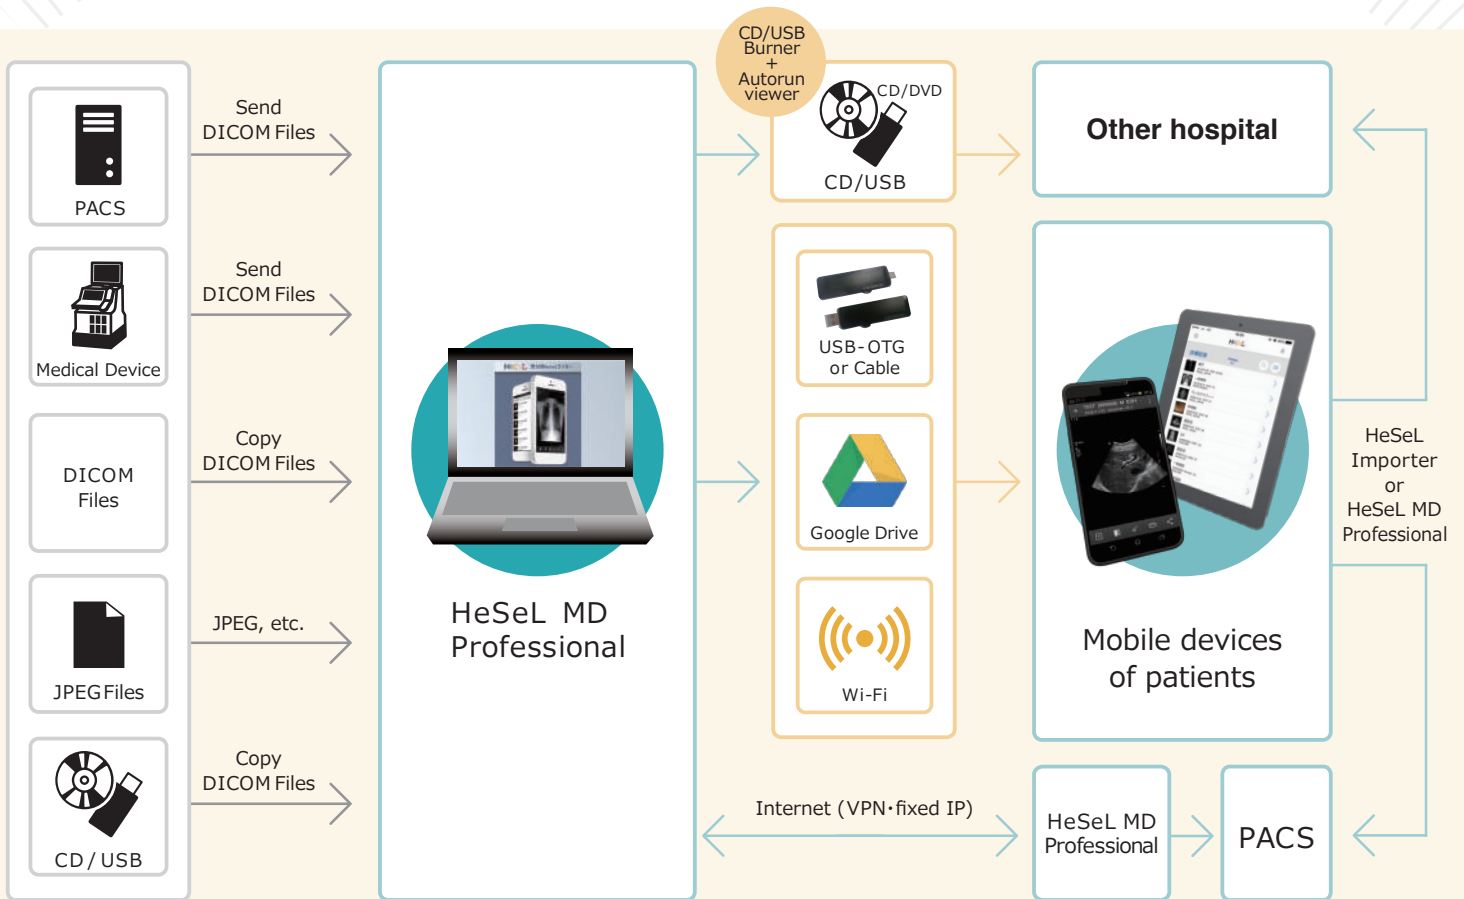 CD/USB
Burner
+
Autorun
viewer
PACS
Send
DICOM Files
Medical Device
Send
DICOM Files
DICOM
Files
Copy
DICOM Files
JPEG Files
JPEG, etc.
CD / USB
Copy
DICOM Files
HeSeL
HeSeL MD
Professional
CD/DVD
CD/USB
USB-OTG
or Cable
Google Drive
Wi-Fi
Other hospital
HeSeL
Mobile devices
of patients
HeSeL
Importer
or
HeSeL MD
Professional
Internet (VPN・fixed IP)
HeSeL MD
Professional
PACS